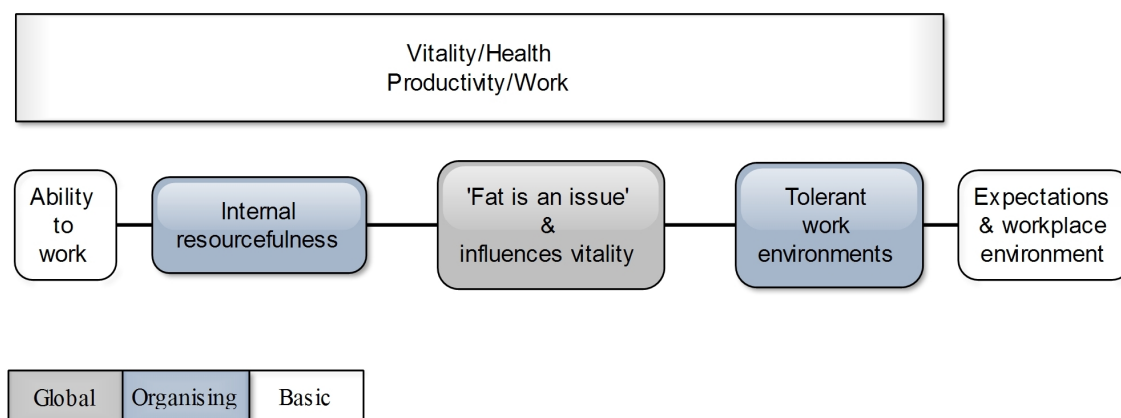 Vitality/Health
Productivity/Work
Ability
to
work
Internal
resourcefulness
'Fat is an issue'
&
influences vitality
Tolerant
work
environments
Expectations
& workplace
environment
Global
Organising
Basic